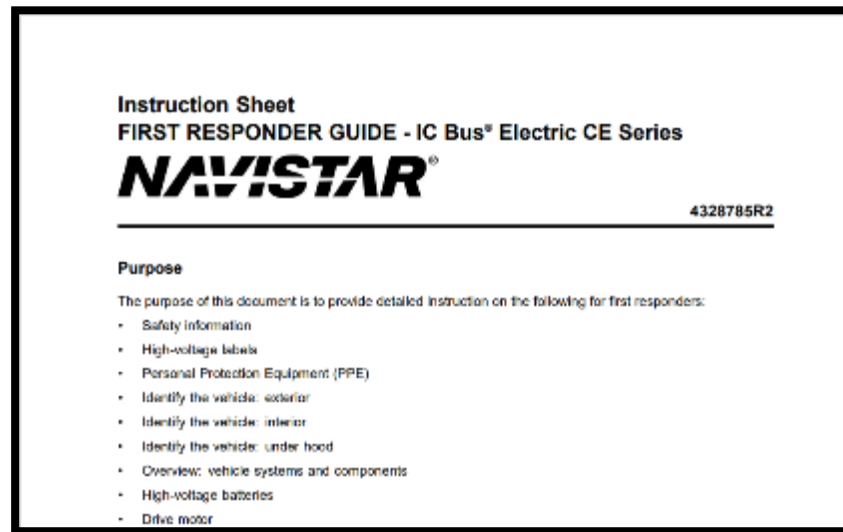 Instruction Sheet
FIRST RESPONDER GUIDE - IC Bus® Electric CE Series
NAVISTAR®
4328785R2
Purpose
The purpose of this document is to provide detailed instruction on the following for first responders:
• Safety information
• High-voltage labels
• Personal Protection Equipment (PPE)
• Identify the vehicle: exterior
• Identify the vehicle: interior
• Identify the vehicle: under hood
• Overview: vehicle systems and components
• High-voltage batteries
• Drive motor